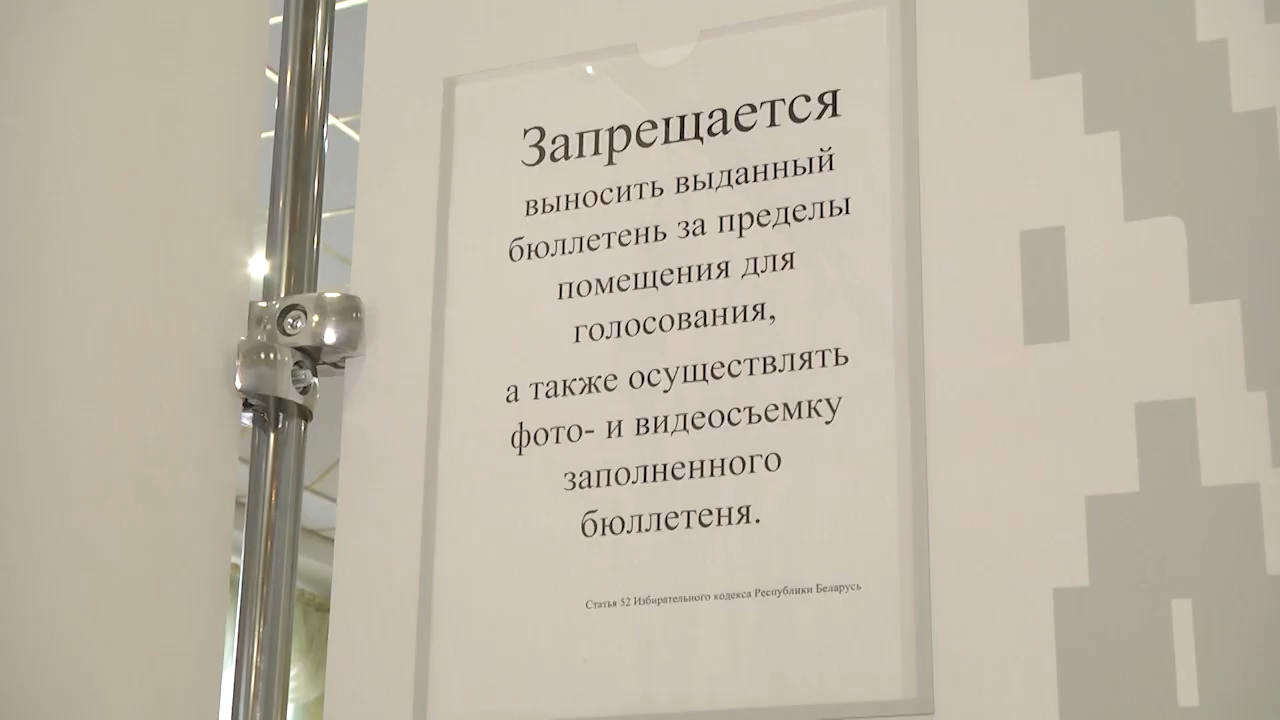 Запрещается
выносить выданный
бюллетень за пределы
помещения для
голосования,
а также осуществлять
фото- и видеосъемку
заполненного
бюллетеня.
Статья 52 Избирательного кодекса Республики Беларусь